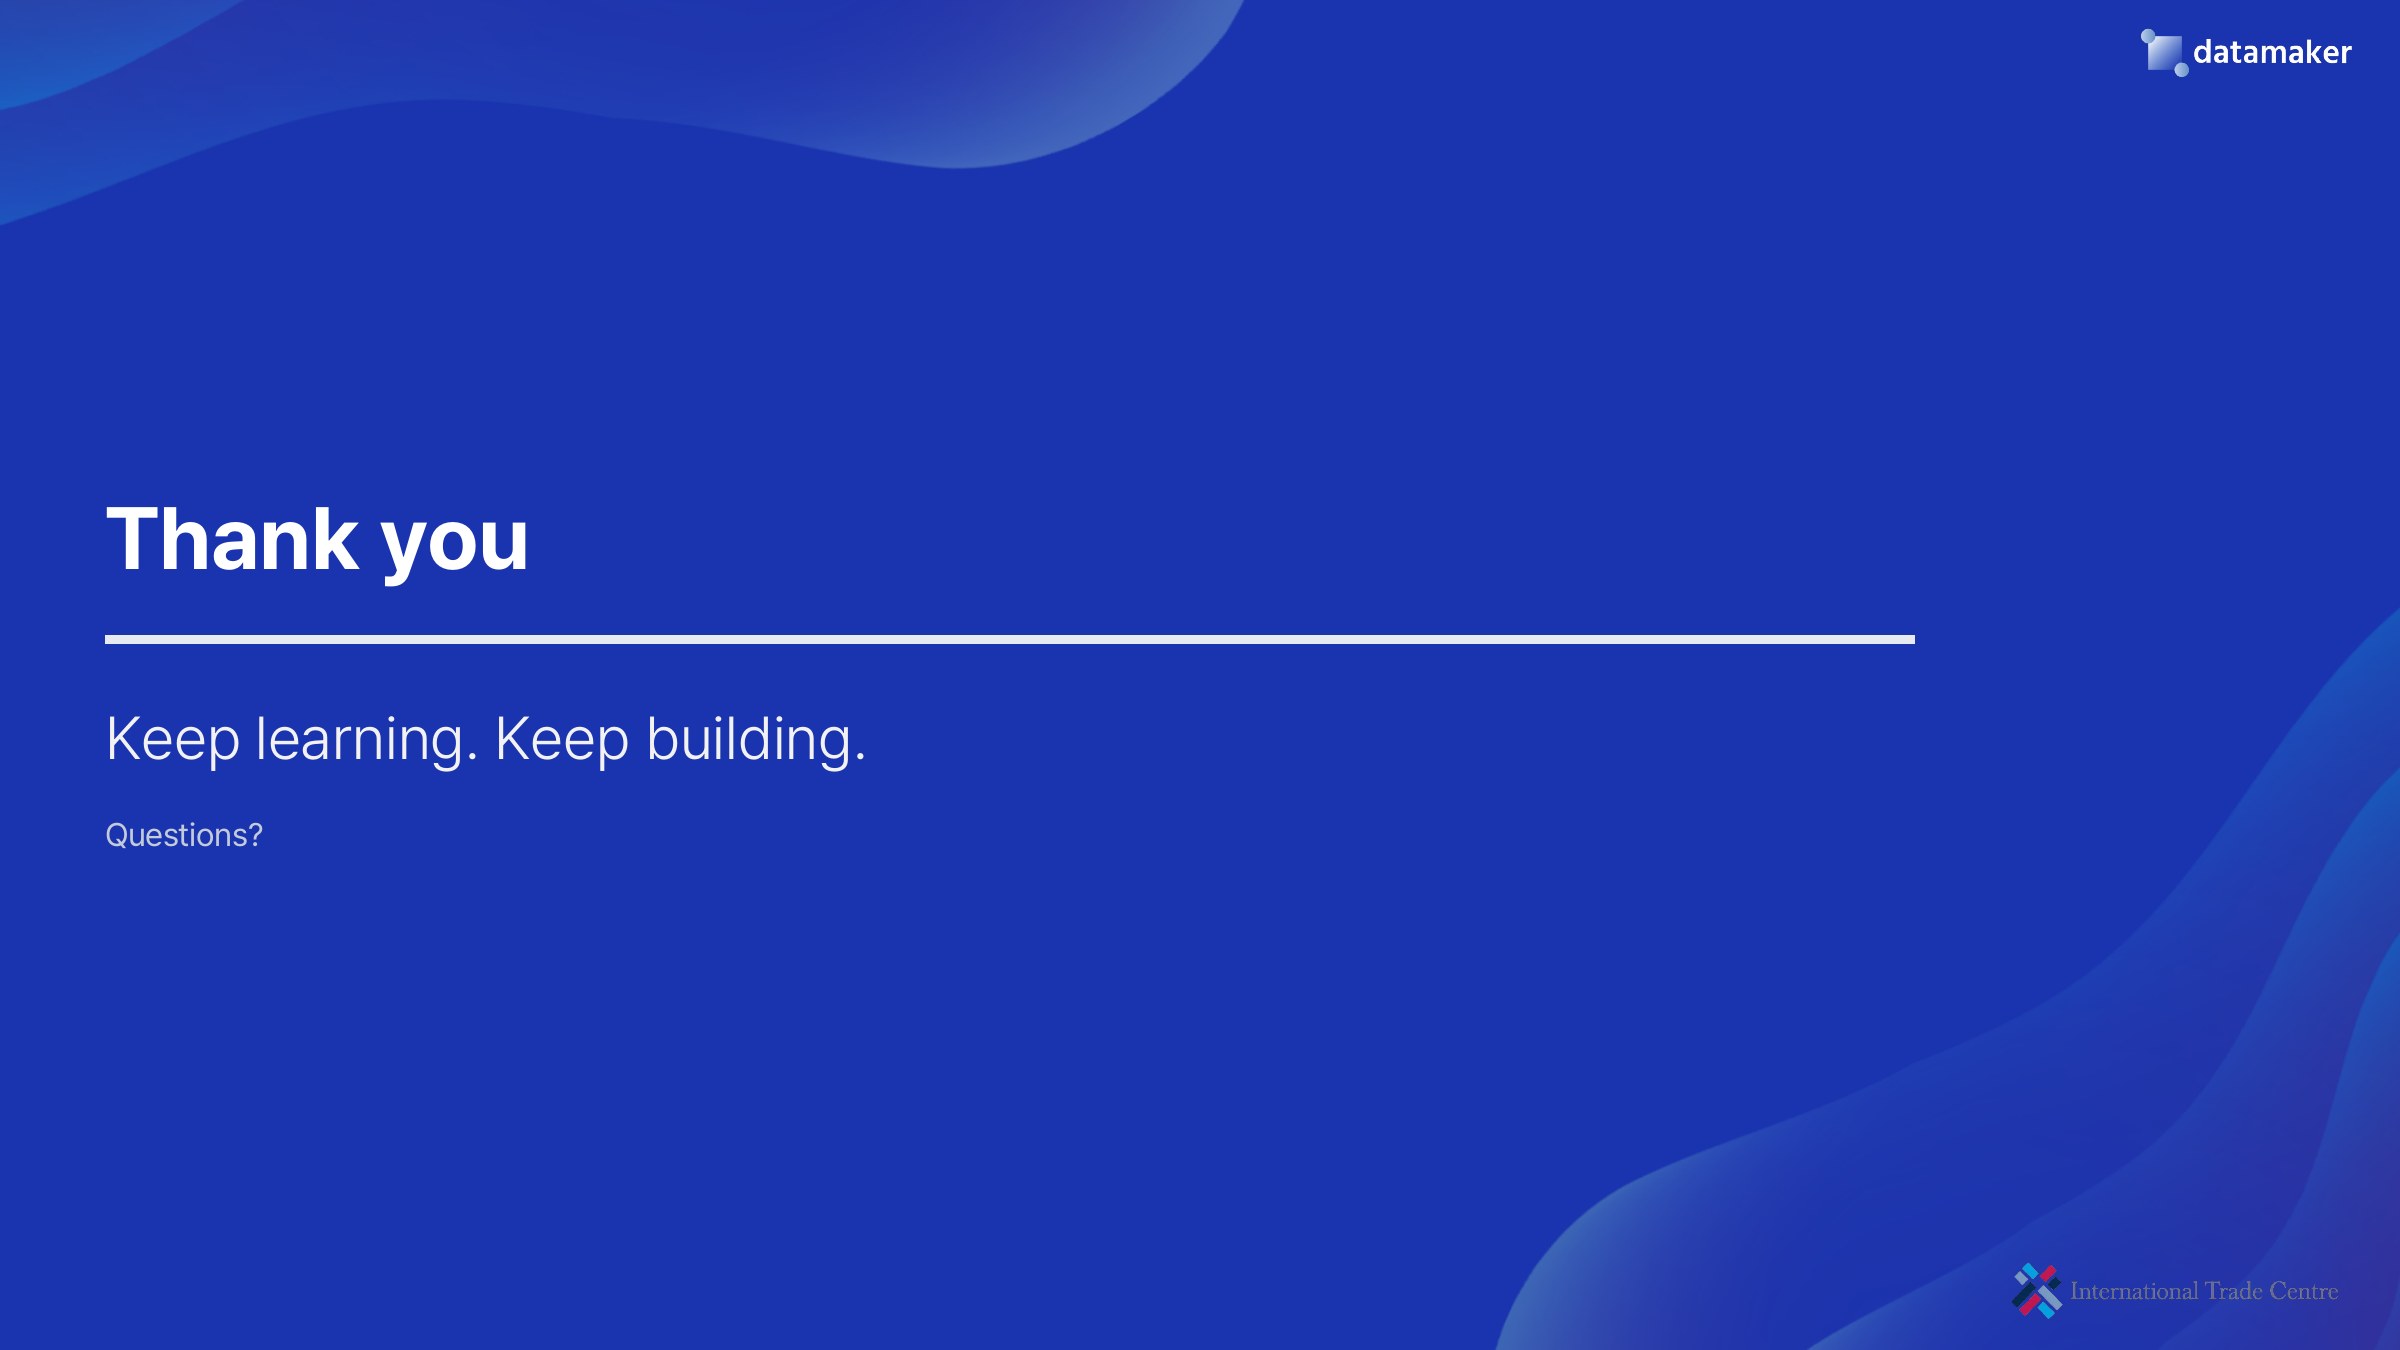 datamaker
Thank you
Keep learning. Keep building.
Questions?
International Trade Centre